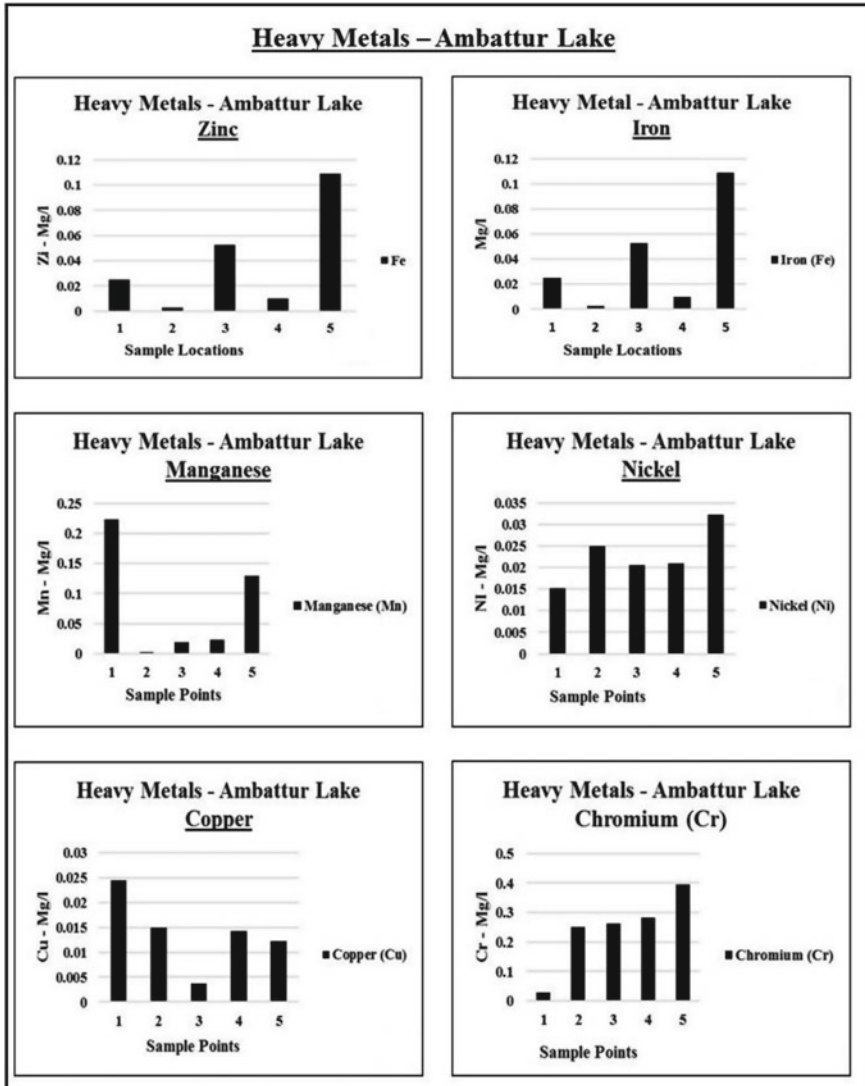 Heavy Metals – Ambattur Lake
Heavy Metals - Ambattur Lake
Zinc
0.12
0.1
0.08
0.06
0.04
0.02
0
Zi - Mg/l
1 2 3 4 5
Sample Locations
Fe
Heavy Metal - Ambattur Lake
Iron
0.12
0.1
0.08
0.06
0.04
0.02
0
Mg/l
1 2 3 4 5
Sample Locations
Iron (Fe)
Heavy Metals - Ambattur Lake
Manganese
0.25
0.2
0.15
0.1
0.05
0
Mn - Mg/l
1 2 3 4 5
Sample Points
Manganese (Mn)
Heavy Metals - Ambattur Lake
Nickel
0.035
0.03
0.025
0.02
0.015
0.01
0.005
0
NI - Mg/l
1 2 3 4 5
Sample Points
Nickel (Ni)
Heavy Metals - Ambattur Lake
Copper
0.03
0.025
0.02
0.015
0.01
0.005
0
Cu - Mg/l
1 2 3 4 5
Sample Points
Copper (Cu)
Heavy Metals - Ambattur Lake
Chromium (Cr)
0.5
0.4
0.3
0.2
0.1
0
Cr - Mg/l
1 2 3 4 5
Sample Points
Chromium (Cr)